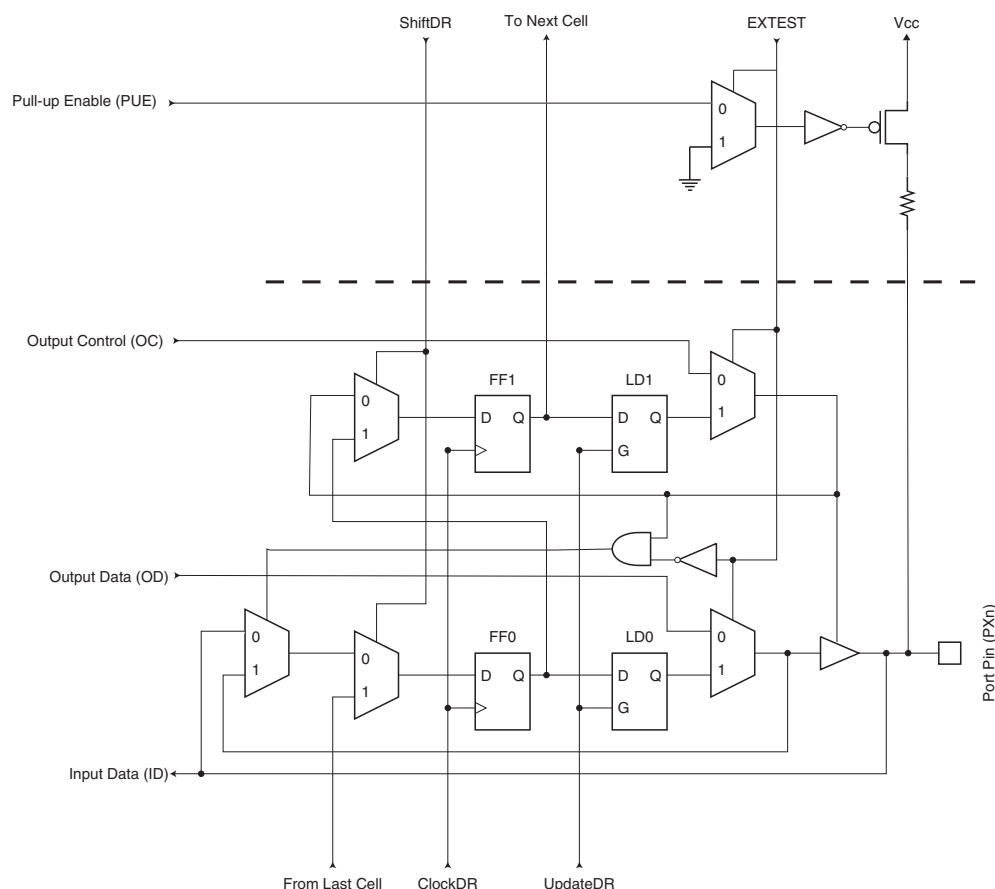 ShiftDR
To Next Cell
EXTEST
Vcc
Pull-up Enable (PUE)
0
1
Output Control (OC)
FF1
LD1
0
1
D Q
D Q
G
0
1
Output Data (OD)
FF0
LD0
0
1
0
1
D Q
D Q
G
0
1
Port Pin (PXn)
Input Data (ID)
From Last Cell
ClockDR
UpdateDR